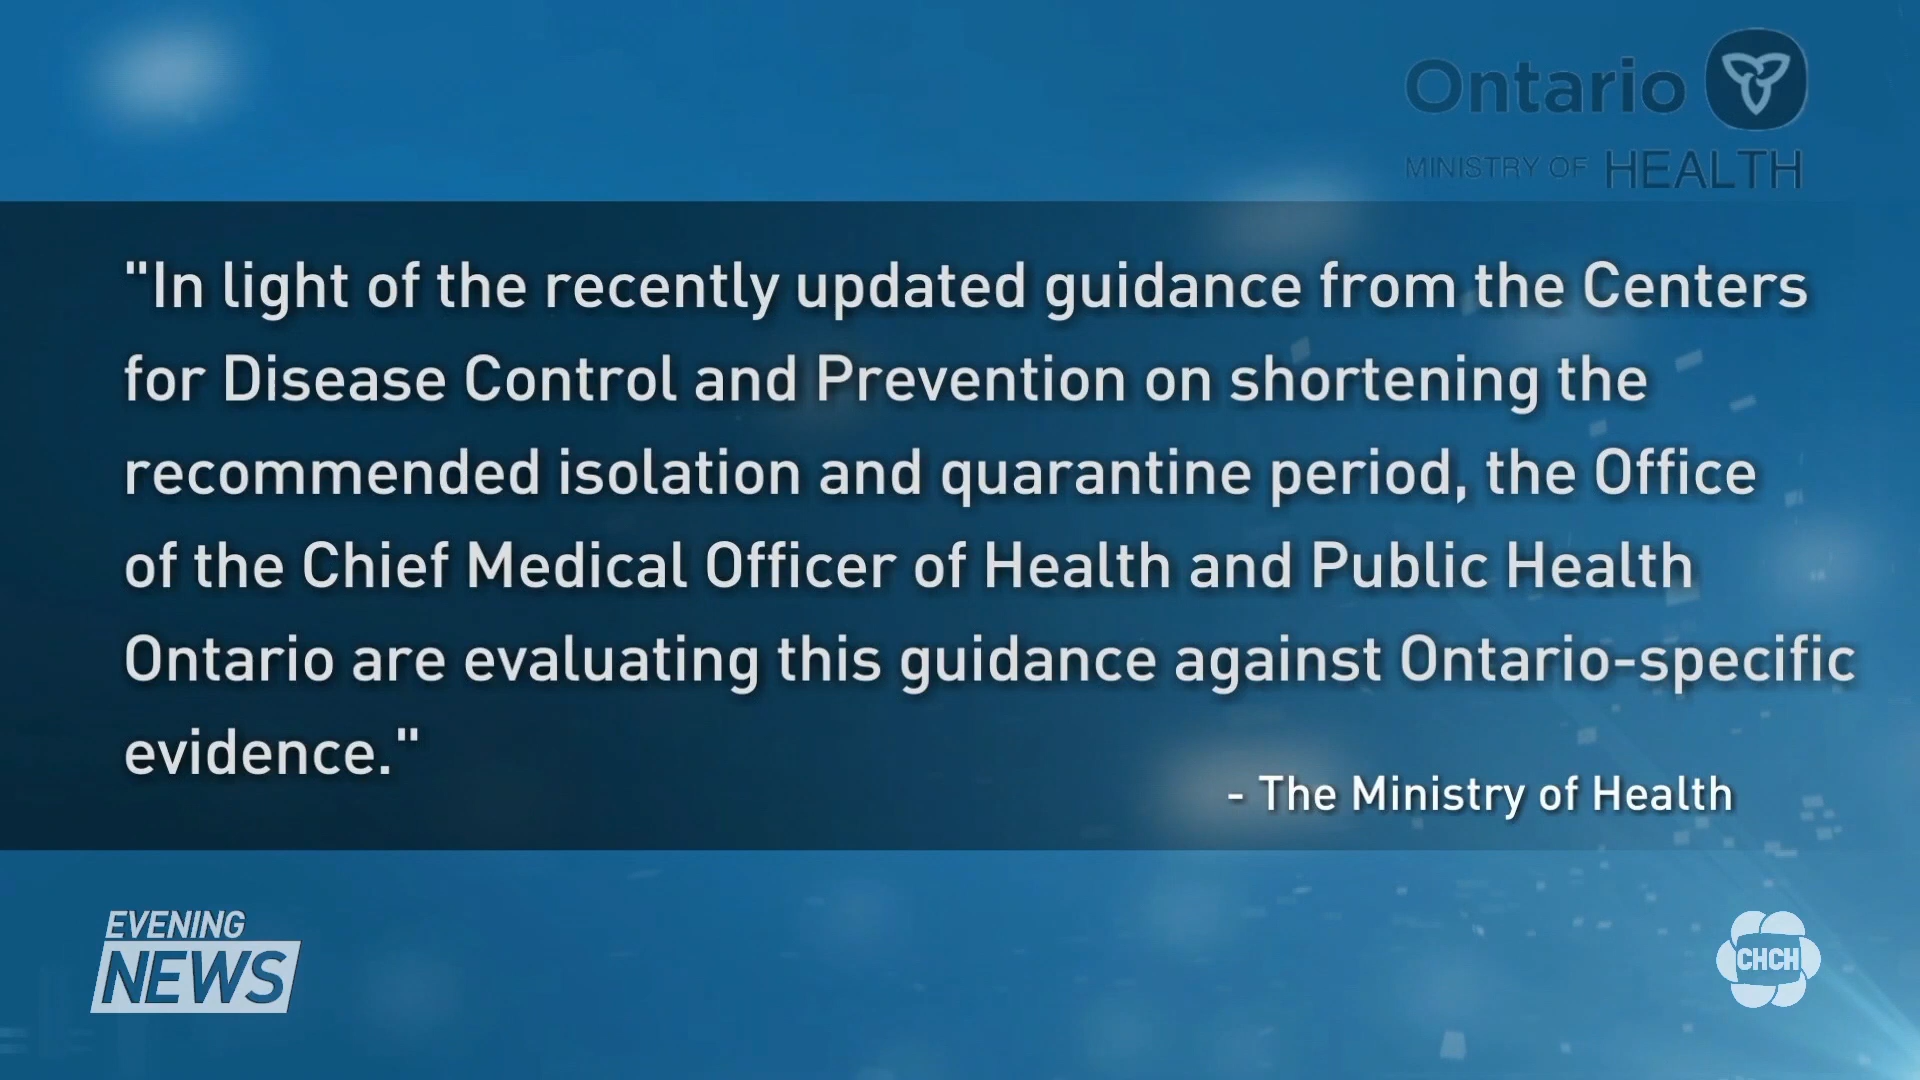 Ontario
MINISTRY OF HEALTH
"In light of the recently updated guidance from the Centers
for Disease Control and Prevention on shortening the
recommended isolation and quarantine period, the Office
of the Chief Medical Officer of Health and Public Health
Ontario are evaluating this guidance against Ontario-specific
evidence."
- The Ministry of Health
EVENING
NEWS
CHCH